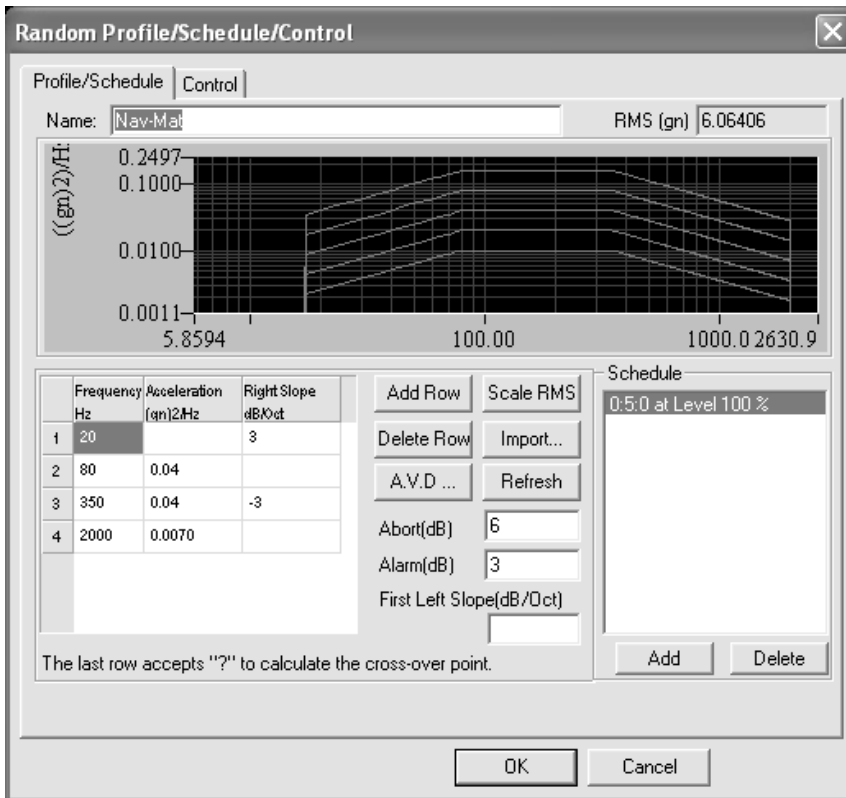 Random Profile/Schedule/Control
Profile/Schedule Control
Name: Nav-Mat RMS (gn) 6.06406
((gn)2)/H:
0.2497
0.1000
0.0100
0.0011
5.8594 100.00 1000.0 2630.9
Frequency Hz Acceleration (gn)2/Hz Right Slope dB/Oct
1 20 3
2 80 0.04
3 350 0.04 -3
4 2000 0.0070
Add Row Scale RMS
Delete Row Import...
A.V.D ... Refresh
Abort(dB) 6
Alarm(dB) 3
First Left Slope(dB/Oct)
The last row accepts "?" to calculate the cross-over point.
Schedule
0:5:0 at Level 100 %
Add Delete
OK Cancel